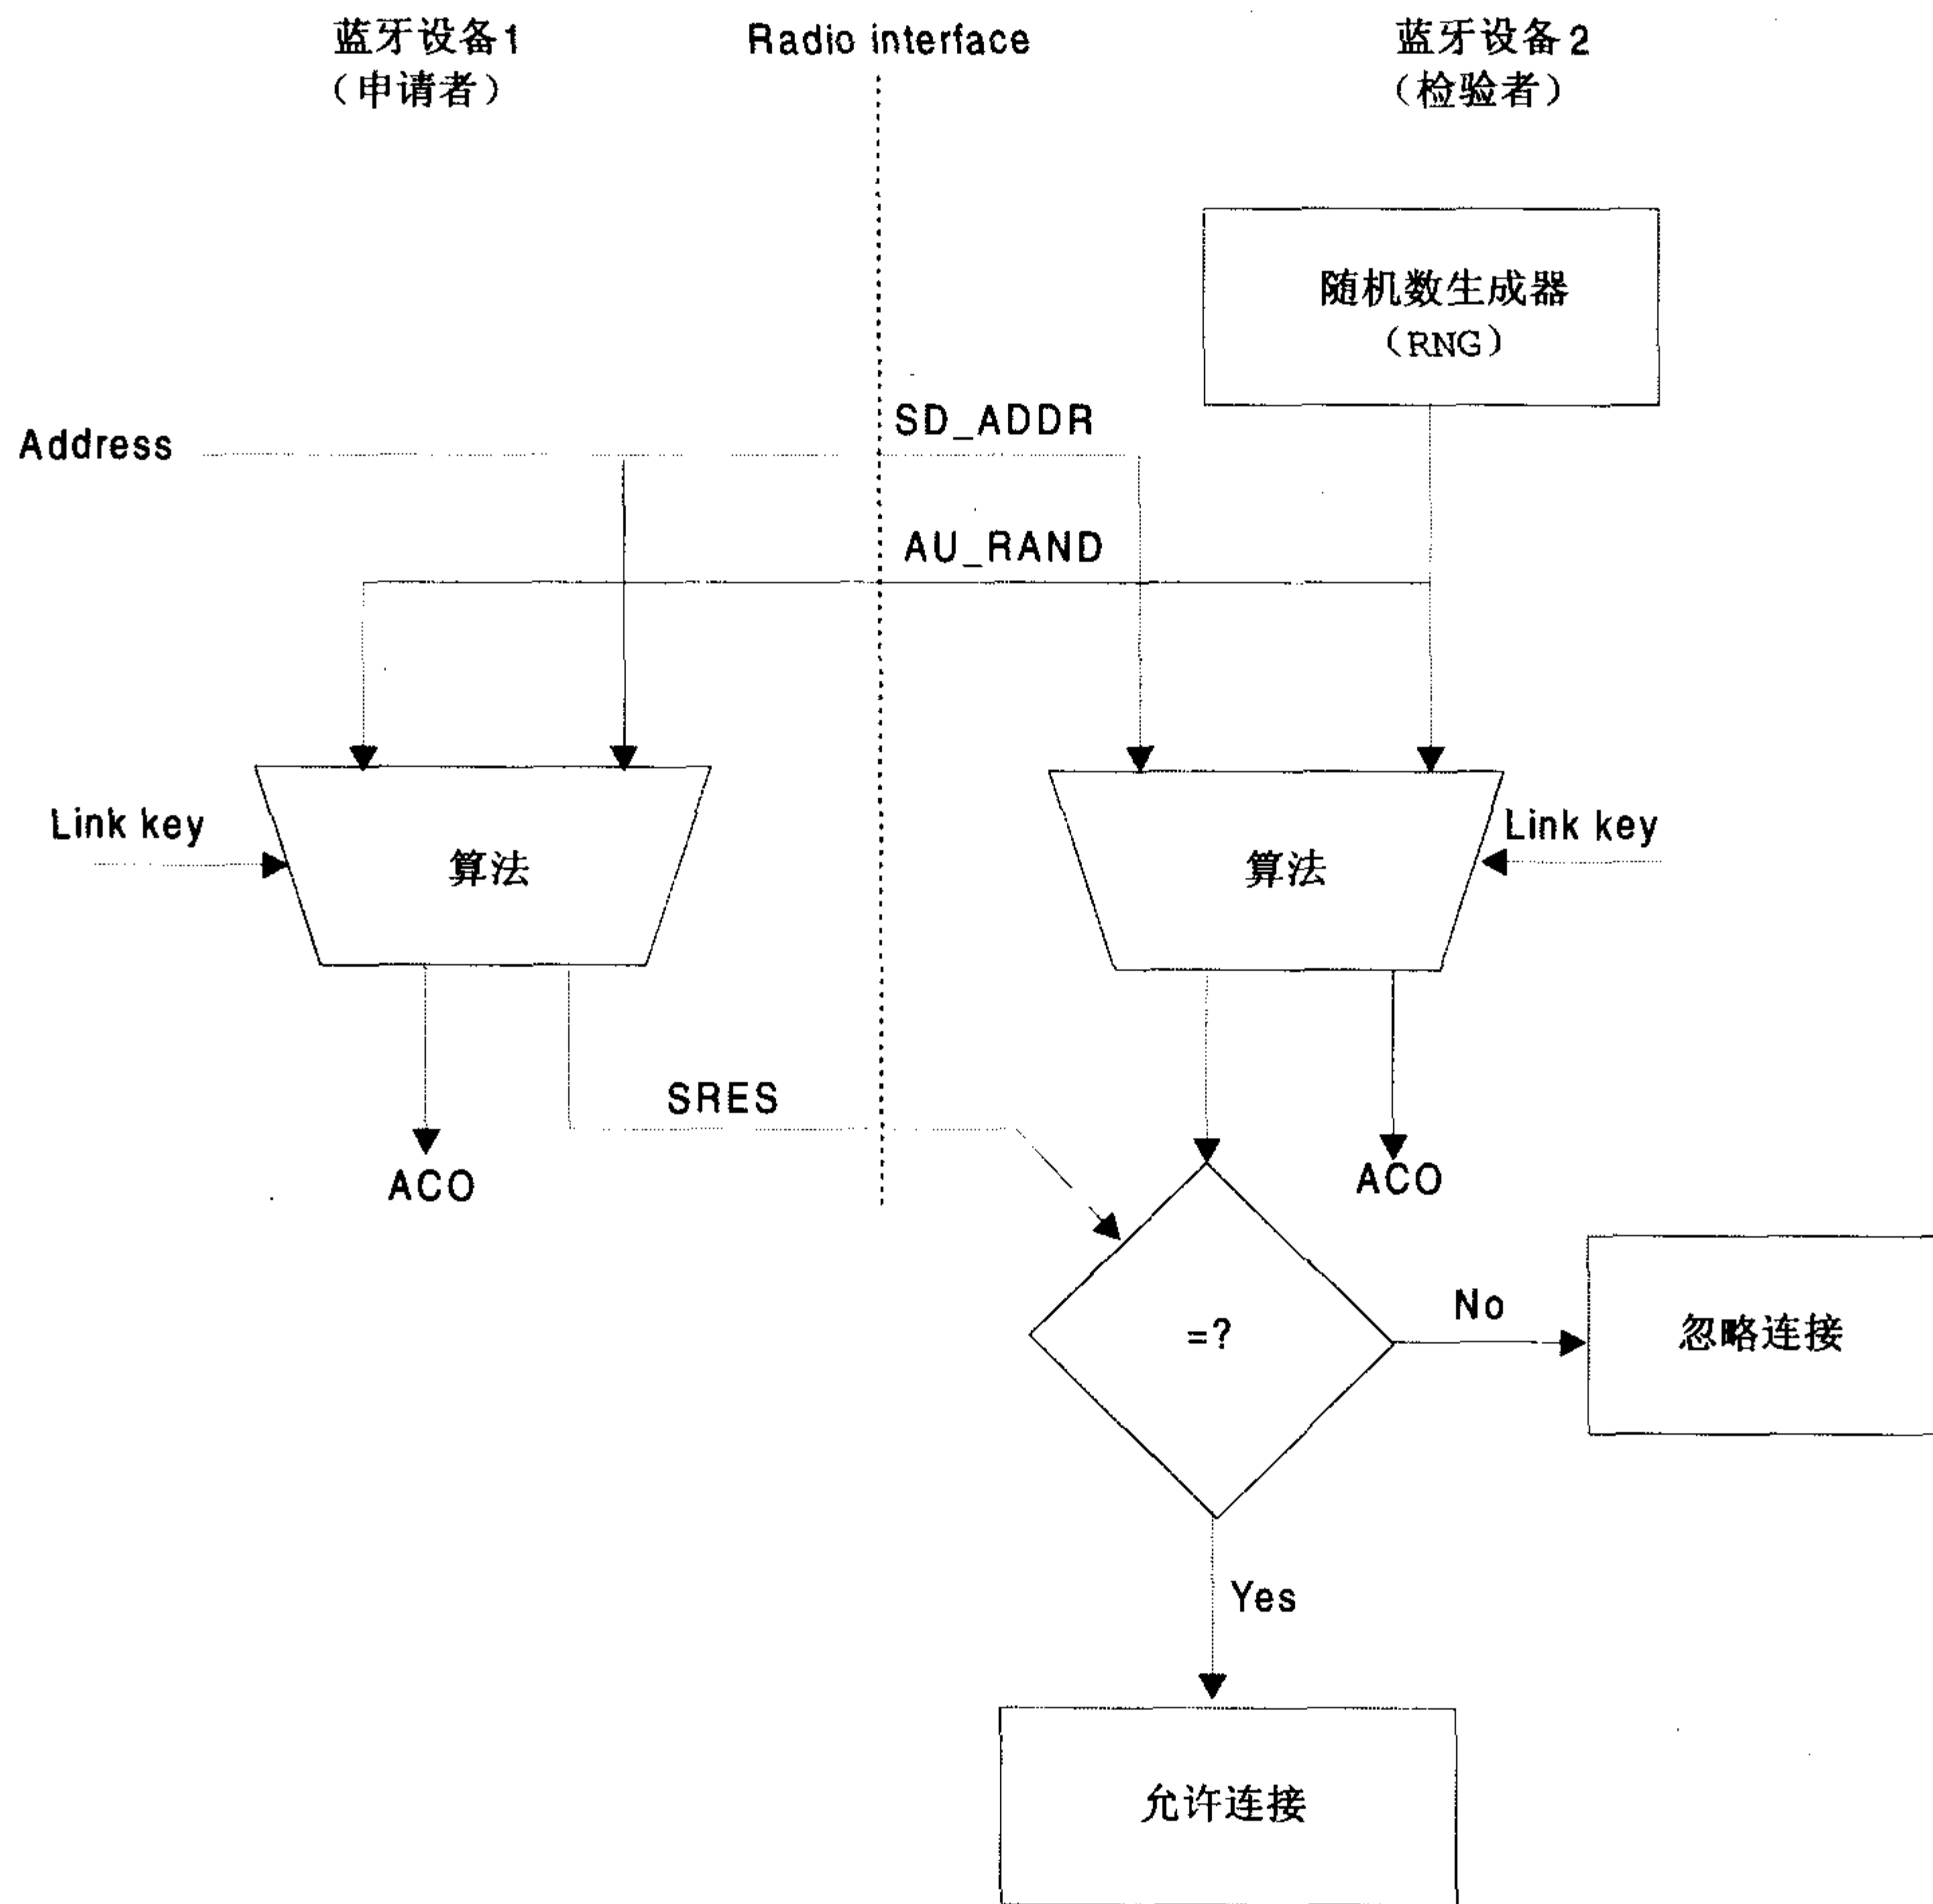 蓝牙设备1
（申请者）
Radio interface
蓝牙设备2
（检验者）
随机数生成器
（RNG）
SD_ADDR
Address
AU_RAND
Link key
算法
算法
Link key
SRES
ACO
ACO
=?
No
忽略连接
Yes
允许连接